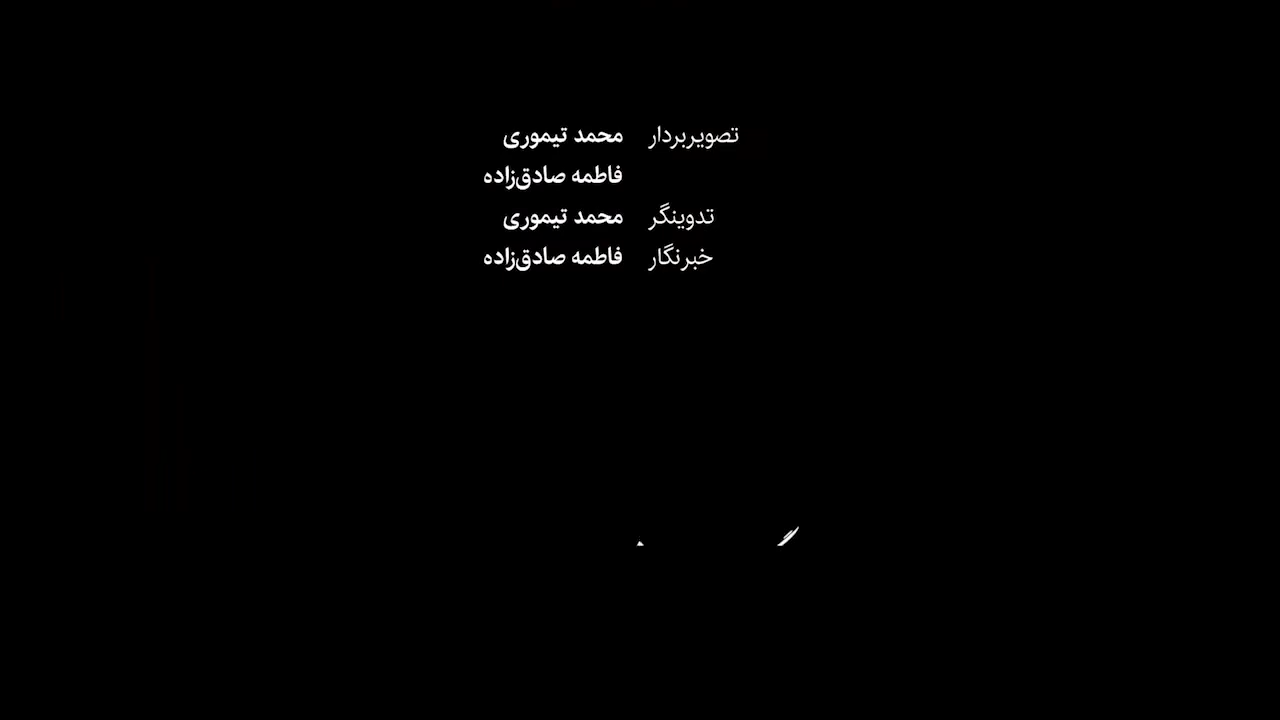 تصویربردار محمد تیموری
فاطمه صادق‌زاده
تدوینگر محمد تیموری
خبرنگار فاطمه صادق‌زاده